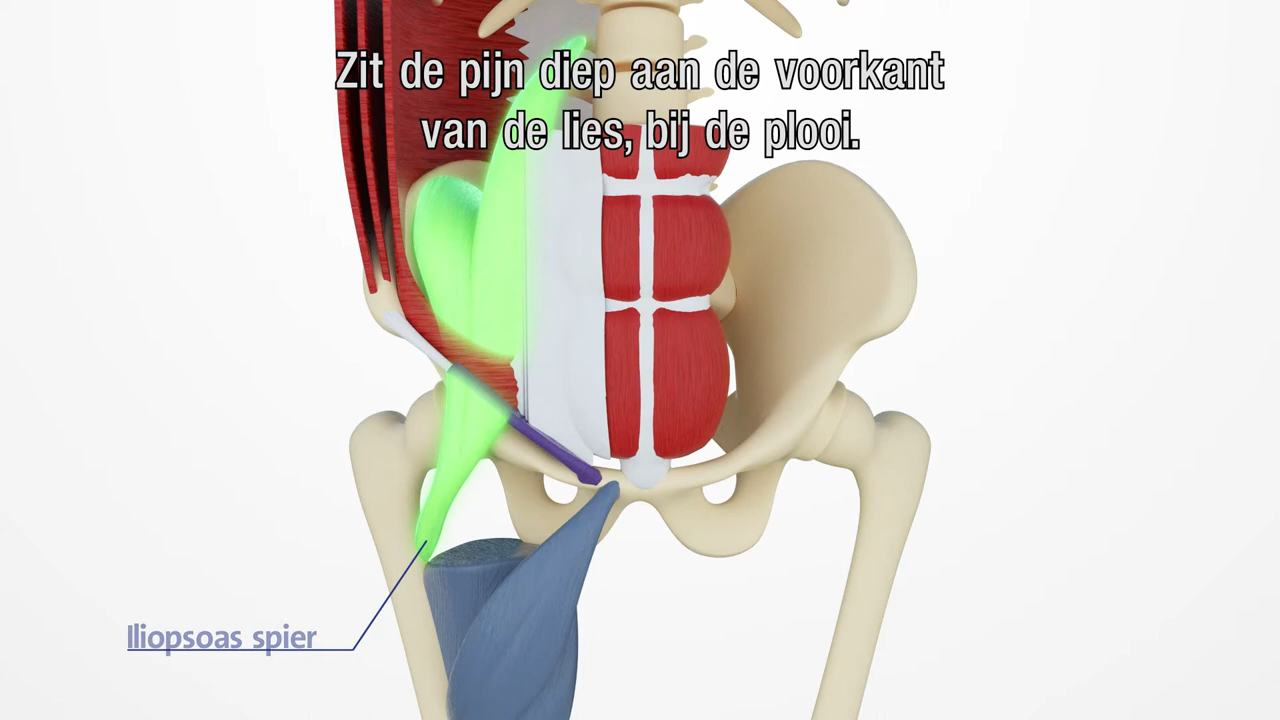 Zit de pijn diep aan de voorkant
van de lies, bij de plooi.
Iliopsoas spier